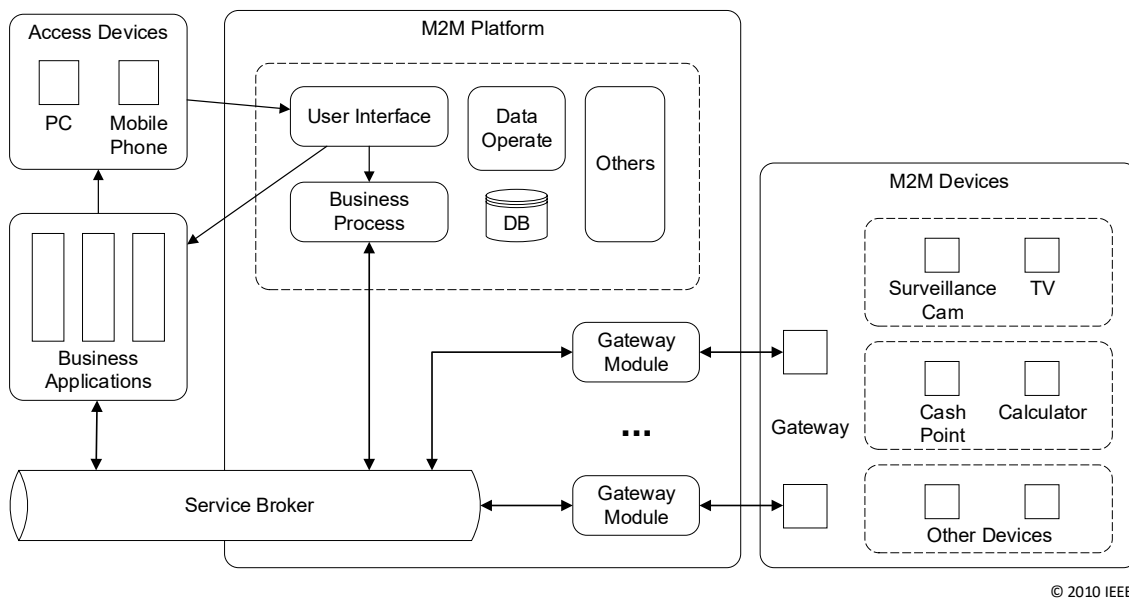 Access Devices
PC
Mobile
Phone
Business
Applications
M2M Platform
User Interface
Data
Operate
Others
Business
Process
DB
Gateway
Module
...
Gateway
Module
Service Broker
M2M Devices
Surveillance
Cam
TV
Cash
Point
Calculator
Gateway
Other Devices
© 2010 IEEE